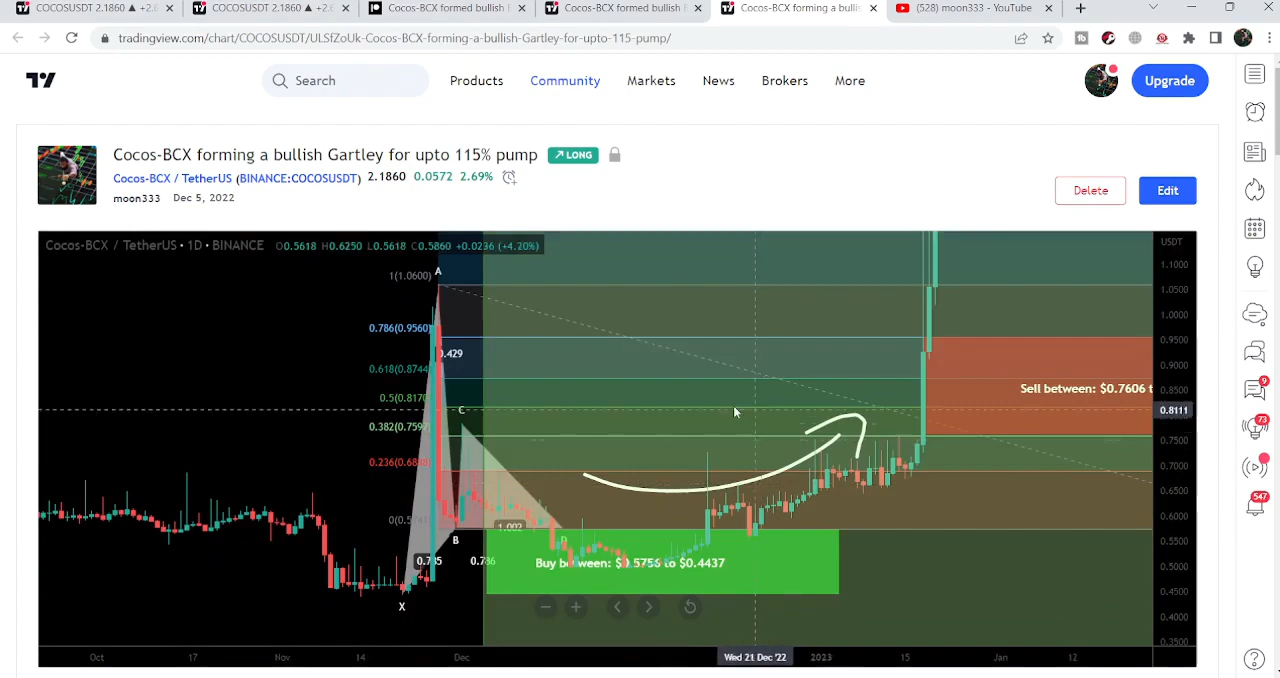 COCOSUSDT 2.1860 ▲ +2.6
COCOSUSDT 2.1860 ▲ +2.6
Cocos-BCX formed bullish
Cocos-BCX formed bullish
Cocos-BCX forming a bulli
(528) moon333 - YouTube
tradingview.com/chart/COCOSUSDT/ULSfZoUk-Cocos-BCX-forming-a-bullish-Gartley-for-upto-115-pump/
Search
Products
Community
Markets
News
Brokers
More
Upgrade
Cocos-BCX forming a bullish Gartley for upto 115% pump
LONG
Cocos-BCX / TetherUS (BINANCE:COCOSUSDT) 2.1860 0.0572 2.69%
moon333 Dec 5, 2022
Delete
Edit
Cocos-BCX / TetherUS • 1D • BINANCE O0.5618 H0.6250 L0.5618 C0.5860 +0.0236 (+4.20%)
USDT
1.1000
A
1(1.0600)
1.0500
1.0000
0.786(0.9560)
0.9500
0.429
0.9000
0.618(0.8744)
Sell between: $0.7606 t
0.8500
0.5(0.8170)
C
0.8111
0.382(0.7597)
0.7500
0.236(0.6888)
0.7000
0.6500
0.6000
1.002
B
D
0.5500
0.786
Buy between: $0.5756 to $0.4437
0.5000
0.4500
X
0.4000
0.3500
Oct
17
Nov
14
Dec
Wed 21 Dec '22
2023
15
Jan
12
9
73
547